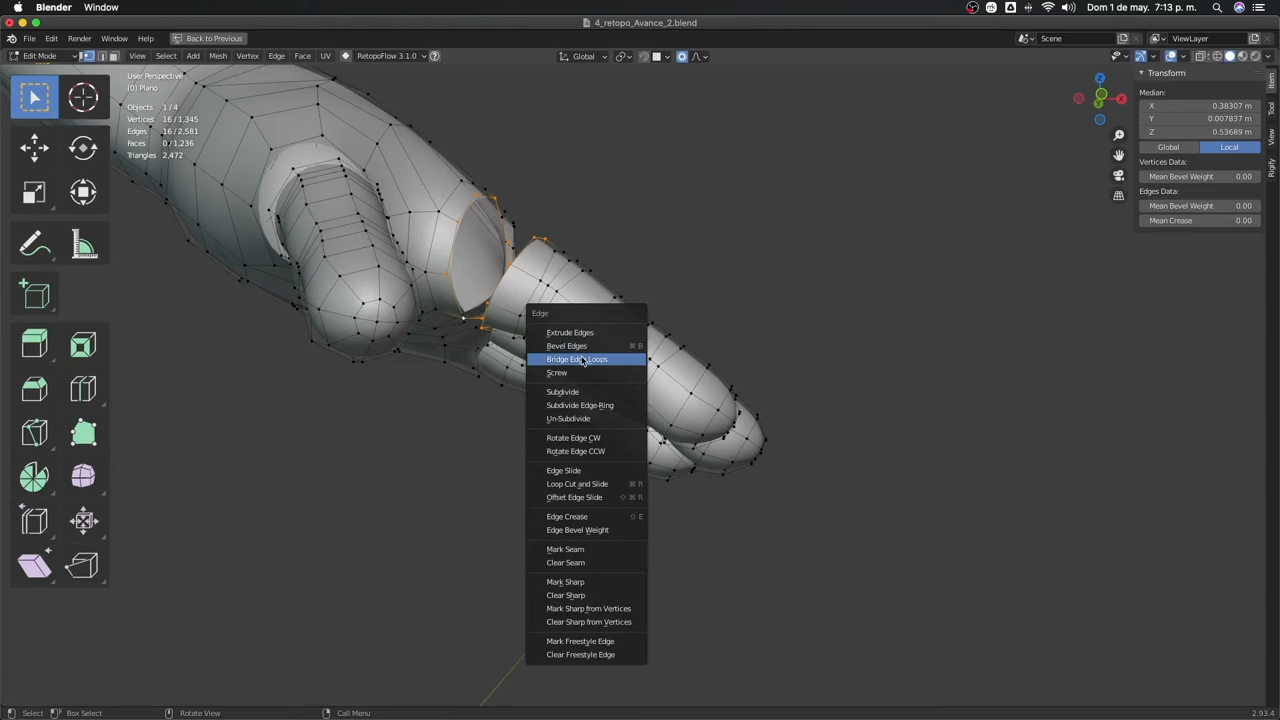 Blender Window Dom 1 de may. 7:13 p. m.
4_retopo_Avance_2.blend
File Edit Render Window Help Back to Previous Scene ViewLayer
Edit Mode View Select Add Mesh Vertex Edge Face UV RetopoFlow 3.1.0 Global
User Perspective
(0) Plano
Objects 1/4
Vertices 16/1,345
Edges 16/2,581
Faces 0/1,236
Triangles 2,472
Transform
Median:
X 0.38307 m
Y 0.007837 m
Z 0.53689 m
Global Local
Vertices Data:
Mean Bevel Weight 0.00
Edges Data:
Mean Bevel Weight 0.00
Mean Crease 0.00
Item
Tool
View
Rigify
Edge
Extrude Edges
Bevel Edges ⌘ B
Bridge Edge Loops
Screw
Subdivide
Subdivide Edge-Ring
Un-Subdivide
Rotate Edge CW
Rotate Edge CCW
Edge Slide
Loop Cut and Slide ⌘ R
Offset Edge Slide ⇧ ⌘ R
Edge Crease ⇧ E
Edge Bevel Weight
Mark Seam
Clear Seam
Mark Sharp
Clear Sharp
Mark Sharp from Vertices
Clear Sharp from Vertices
Mark Freestyle Edge
Clear Freestyle Edge
Select Box Select Rotate View Call Menu 2.93.4